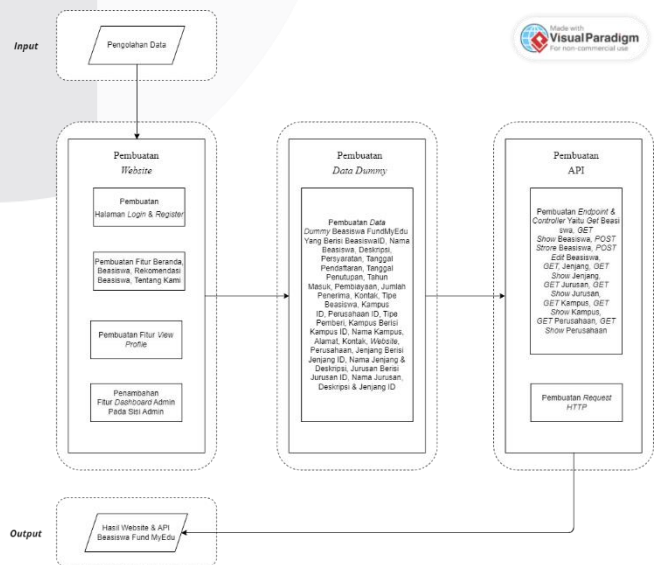 Input
Pengolahan Data
Made with
Visual Paradigm
For non-commercial use
Pembuatan
Website
Pembuatan
Halaman Login & Register
Pembuatan Fitur Beranda,
Beasiswa, Rekomendasi
Beasiswa, Tentang Kami
Pembuatan Fitur View
Profile
Penambahan
Fitur Dashboard Admin
Pada Sisi Admin
Pembuatan
Data Dummy
Pembuatan Data
Dummy Beasiswa FundMyEdu
Yang Berisi BeasiswaID, Nama
Beasiswa, Deskripsi,
Persyaratan, Tanggal
Pendaftaran, Tanggal
Penutupan, Tahun
Masuk, Pembiayaan, Jumlah
Penerima, Kontak, Tipe
Beasiswa, Kampus
ID, Perusahaan ID, Tipe
Pemberi, Kampus Berisi
Kampus ID, Nama Kampus,
Alamat, Kontak, Website,
Perusahaan, Jenjang Berisi
Jenjang ID, Nama Jenjang &
Deskripsi, Jurusan Berisi
Jurusan ID, Nama Jurusan,
Deskripsi & Jenjang ID
Pembuatan
API
Pembuatan Endpoint &
Controller Yaitu Get Beasi
swa, GET
Show Beasiswa, POST
Strore Beasiswa, POST
Edit Beasiswa,
GET, Jenjang, GET
Show Jenjang,
GET Jurusan, GET
Show Jurusan,
GET Kampus, GET
Show Kampus,
GET Perusahaan, GET
Show Perusahaan
Pembuatan Request
HTTP
Output
Hasil Website & API
Beasiswa Fund MyEdu